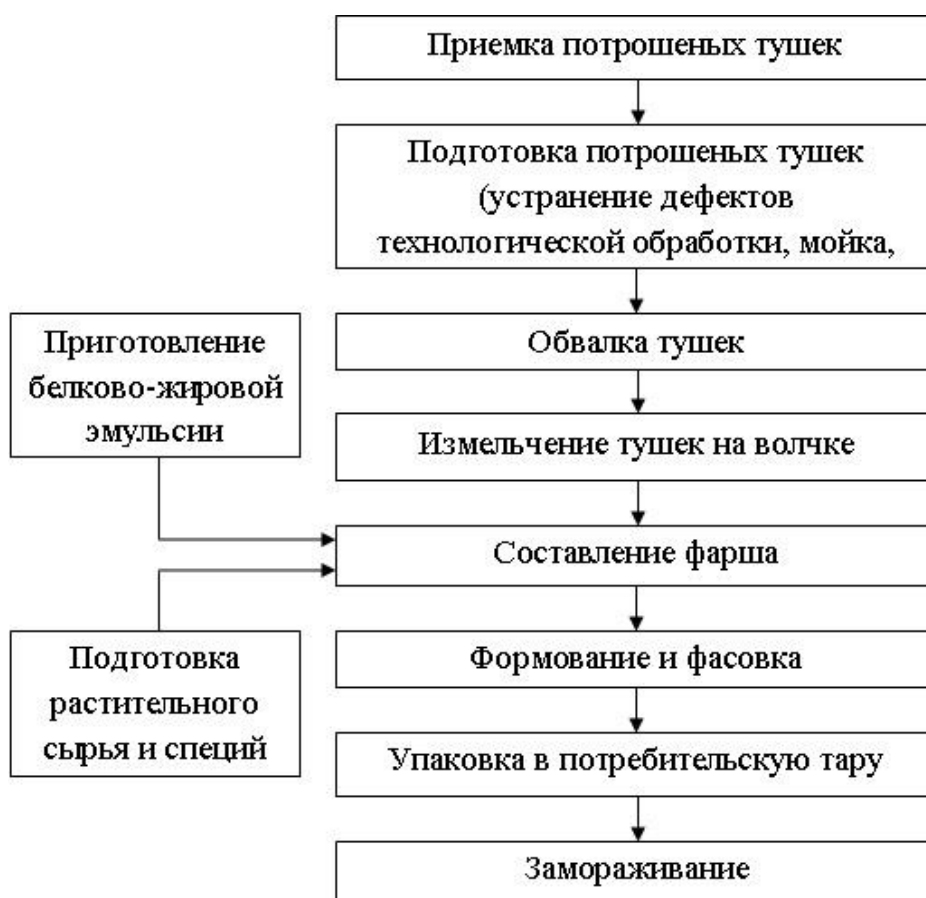 Приемка потрошеных тушек
Подготовка потрошеных тушек
(устранение дефектов
технологической обработки, мойка,
Обвалка тушек
Приготовление
белково-жировой
эмульсии
Измельчение тушек на волчке
Составление фарша
Подготовка
растительного
сырья и специй
Формование и фасовка
Упаковка в потребительскую тару
Замораживание